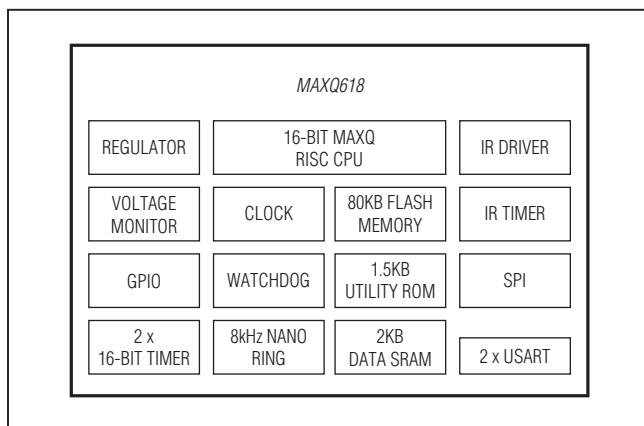 MAXQ618
REGULATOR
16-BIT MAXQ
RISC CPU
IR DRIVER
VOLTAGE
MONITOR
CLOCK
80KB FLASH
MEMORY
IR TIMER
GPIO
WATCHDOG
1.5KB
UTILITY ROM
SPI
2 x
16-BIT TIMER
8kHz NANO
RING
2KB
DATA SRAM
2 x USART